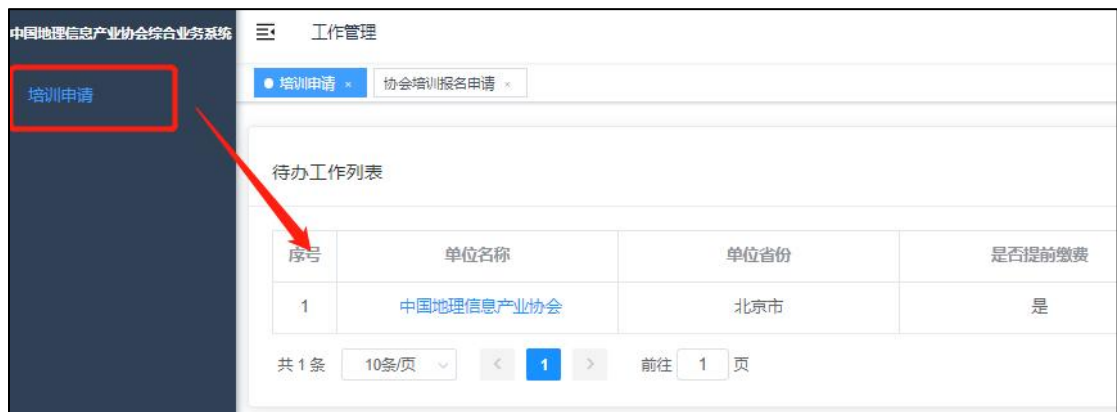 中国地理信息产业协会综合业务系统 工作管理
培训申请
培训申请 × 协会培训报名申请 ×
待办工作列表
序号 单位名称 单位省份 是否提前缴费
1 中国地理信息产业协会 北京市 是
共 1 条 10条/页 < 1 > 前往 1 页